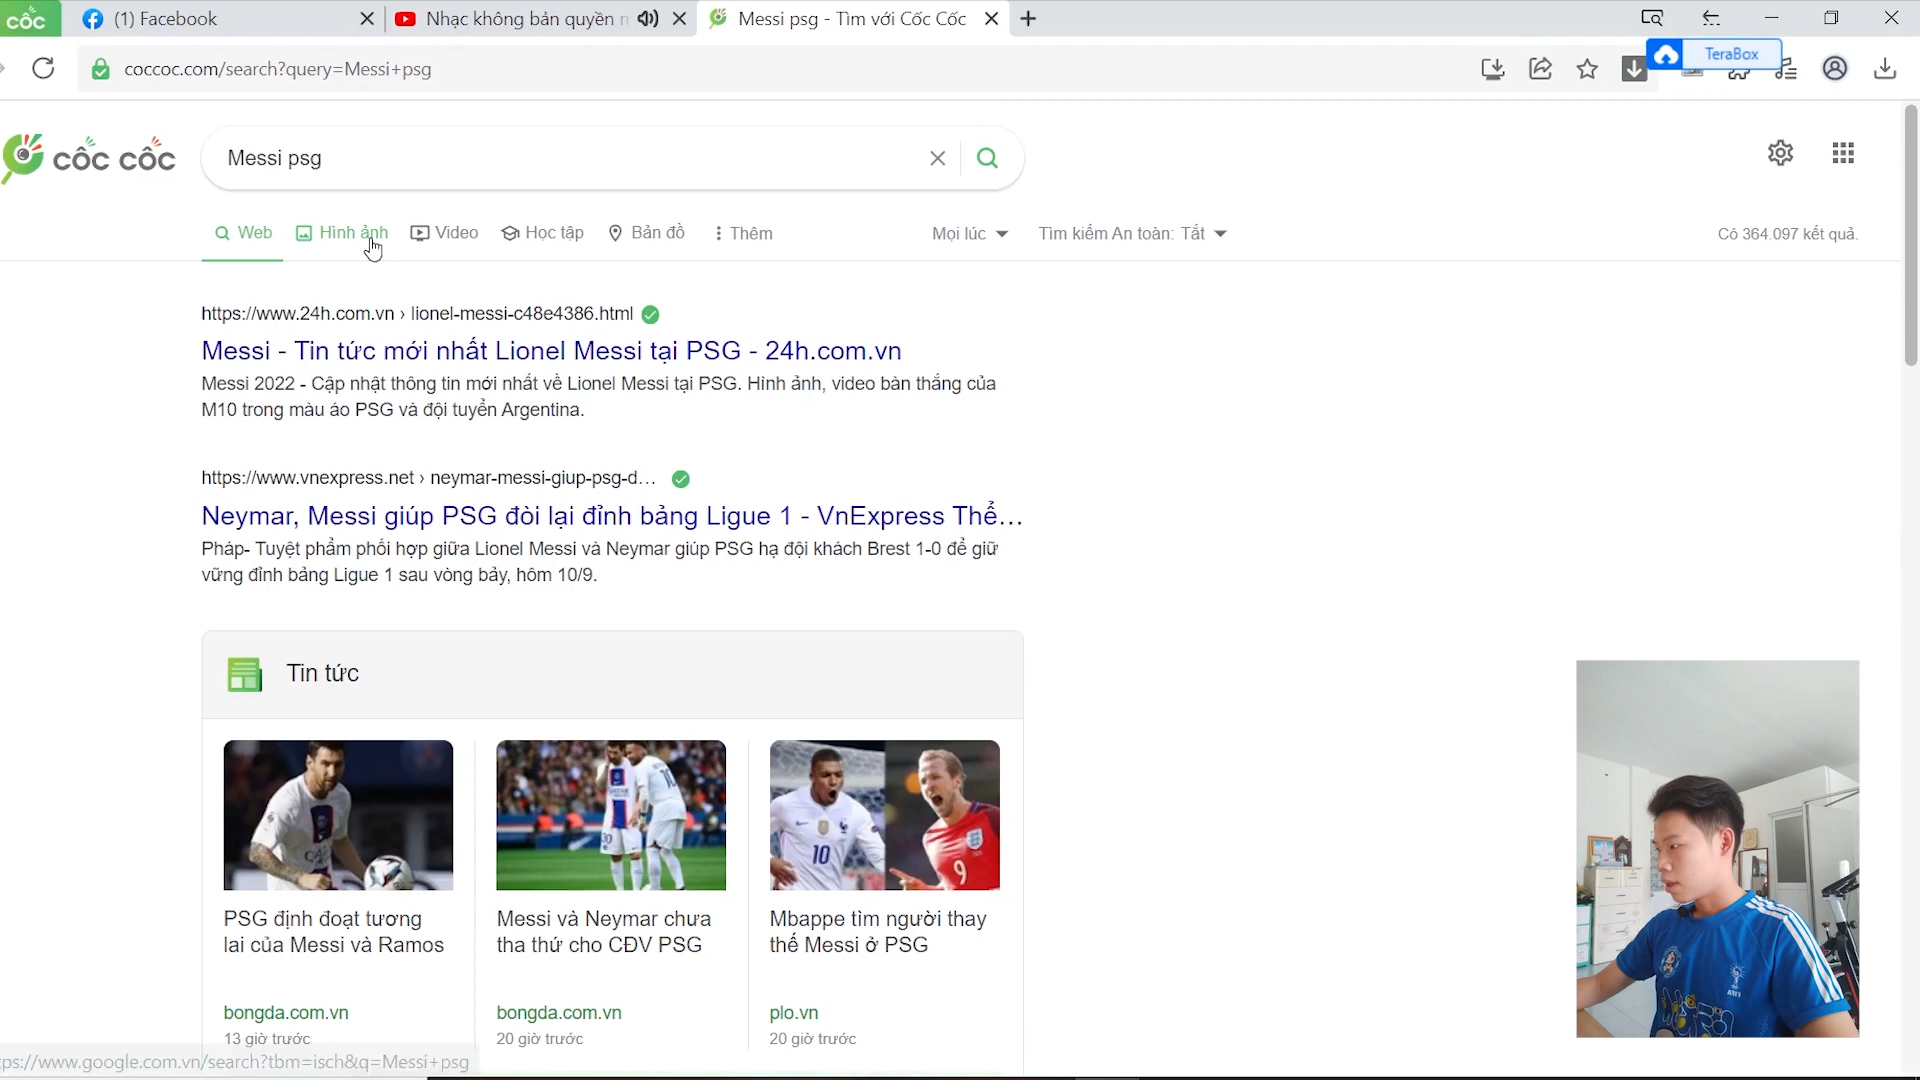 cốc
(1) Facebook
Nhạc không bản quyền
Messi psg - Tìm với Cốc Cốc
coccoc.com/search?query=Messi+psg
TeraBox
cốc cốc
Messi psg
Web
Hình ảnh
Video
Học tập
Bản đồ
Thêm
Mọi lúc
Tìm kiếm An toàn: Tắt
Có 364.097 kết quả.
https://www.24h.com.vn › lionel-messi-c48e4386.html
Messi - Tin tức mới nhất Lionel Messi tại PSG - 24h.com.vn
Messi 2022 - Cập nhật thông tin mới nhất về Lionel Messi tại PSG. Hình ảnh, video bàn thắng của
M10 trong màu áo PSG và đội tuyển Argentina.
https://www.vnexpress.net › neymar-messi-giup-psg-d...
Neymar, Messi giúp PSG đòi lại đỉnh bảng Ligue 1 - VnExpress Thể...
Pháp- Tuyệt phẩm phối hợp giữa Lionel Messi và Neymar giúp PSG hạ đội khách Brest 1-0 để giữ
vững đỉnh bảng Ligue 1 sau vòng bảy, hôm 10/9.
Tin tức
10
9
PSG định đoạt tương
lai của Messi và Ramos
bongda.com.vn
13 giờ trước
Messi và Neymar chưa
tha thứ cho CĐV PSG
bongda.com.vn
20 giờ trước
Mbappe tìm người thay
thế Messi ở PSG
plo.vn
20 giờ trước
ps://www.google.com.vn/search?tbm=isch&q=Messi+psg